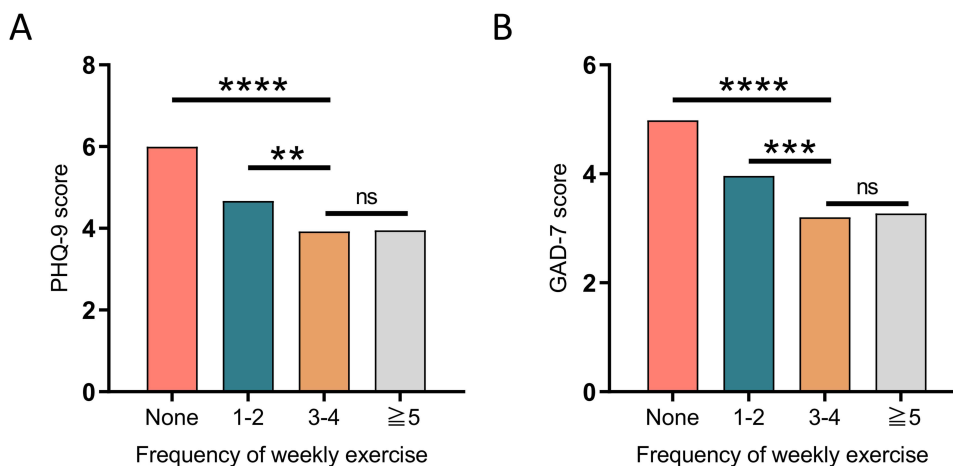 A
PHQ-9 score
8
6
4
2
0
****
**
ns
None 1-2 3-4 ≧5
Frequency of weekly exercise
B
GAD-7 score
6
4
2
0
****
***
ns
None 1-2 3-4 ≧5
Frequency of weekly exercise